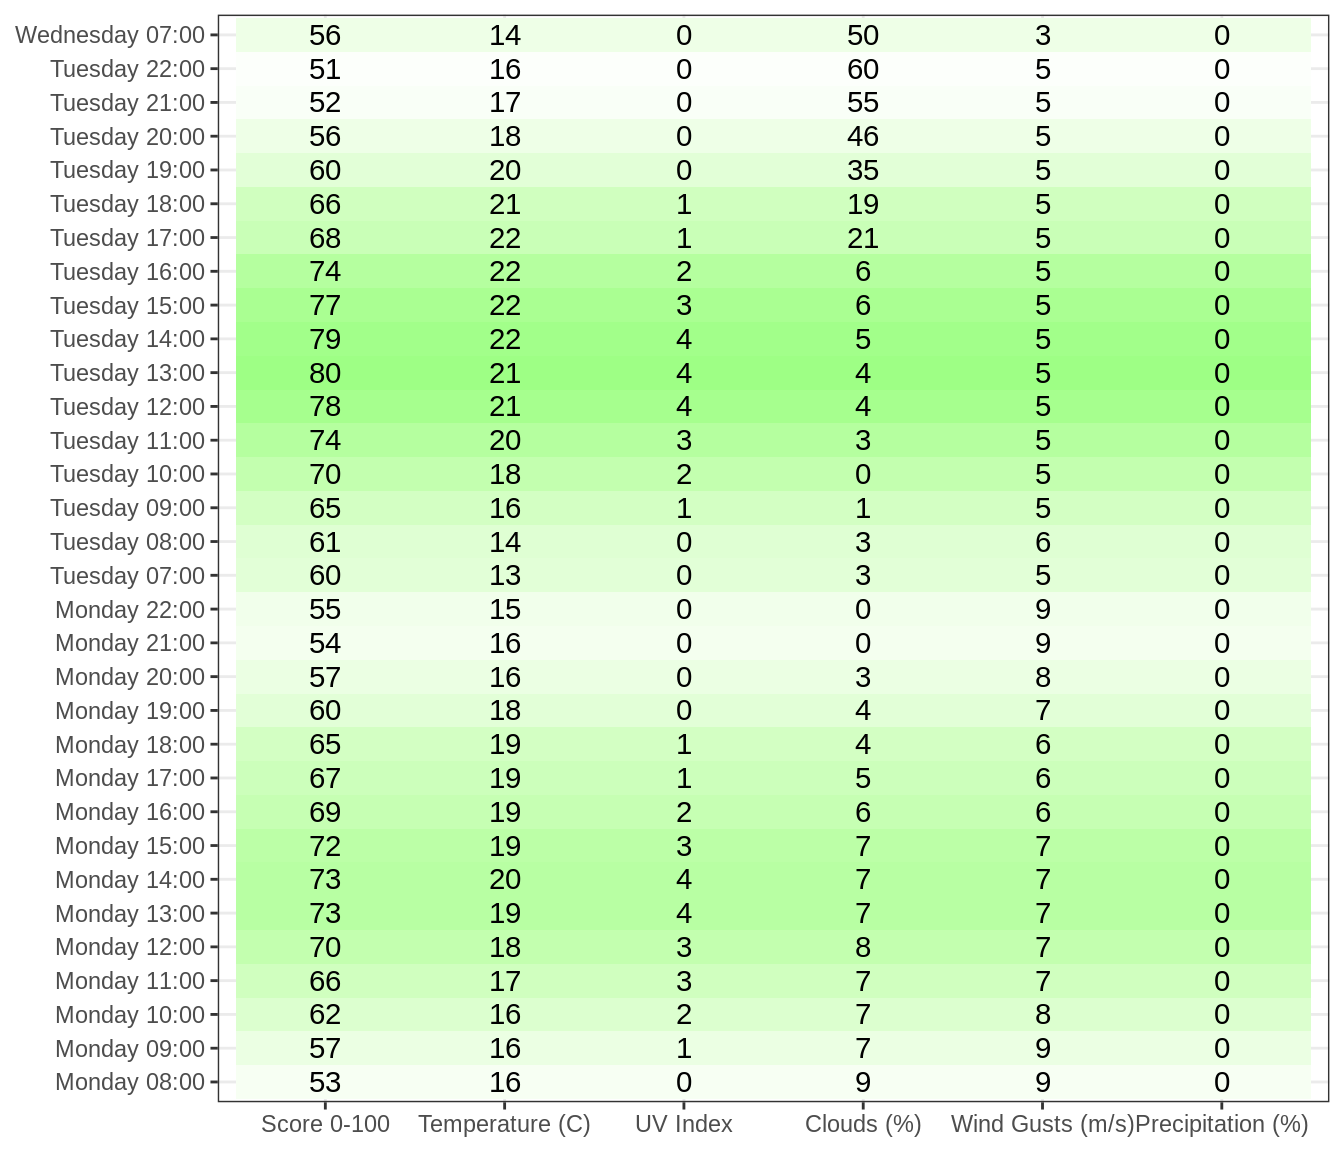 Wednesday 07:00 56 14 0 50 3 0
Tuesday 22:00 51 16 0 60 5 0
Tuesday 21:00 52 17 0 55 5 0
Tuesday 20:00 56 18 0 46 5 0
Tuesday 19:00 60 20 0 35 5 0
Tuesday 18:00 66 21 1 19 5 0
Tuesday 17:00 68 22 1 21 5 0
Tuesday 16:00 74 22 2 6 5 0
Tuesday 15:00 77 22 3 6 5 0
Tuesday 14:00 79 22 4 5 5 0
Tuesday 13:00 80 21 4 4 5 0
Tuesday 12:00 78 21 4 4 5 0
Tuesday 11:00 74 20 3 3 5 0
Tuesday 10:00 70 18 2 0 5 0
Tuesday 09:00 65 16 1 1 5 0
Tuesday 08:00 61 14 0 3 6 0
Tuesday 07:00 60 13 0 3 5 0
Monday 22:00 55 15 0 0 9 0
Monday 21:00 54 16 0 0 9 0
Monday 20:00 57 16 0 3 8 0
Monday 19:00 60 18 0 4 7 0
Monday 18:00 65 19 1 4 6 0
Monday 17:00 67 19 1 5 6 0
Monday 16:00 69 19 2 6 6 0
Monday 15:00 72 19 3 7 7 0
Monday 14:00 73 20 4 7 7 0
Monday 13:00 73 19 4 7 7 0
Monday 12:00 70 18 3 8 7 0
Monday 11:00 66 17 3 7 7 0
Monday 10:00 62 16 2 7 8 0
Monday 09:00 57 16 1 7 9 0
Monday 08:00 53 16 0 9 9 0
Score 0-100 Temperature (C) UV Index Clouds (%) Wind Gusts (m/s) Precipitation (%)